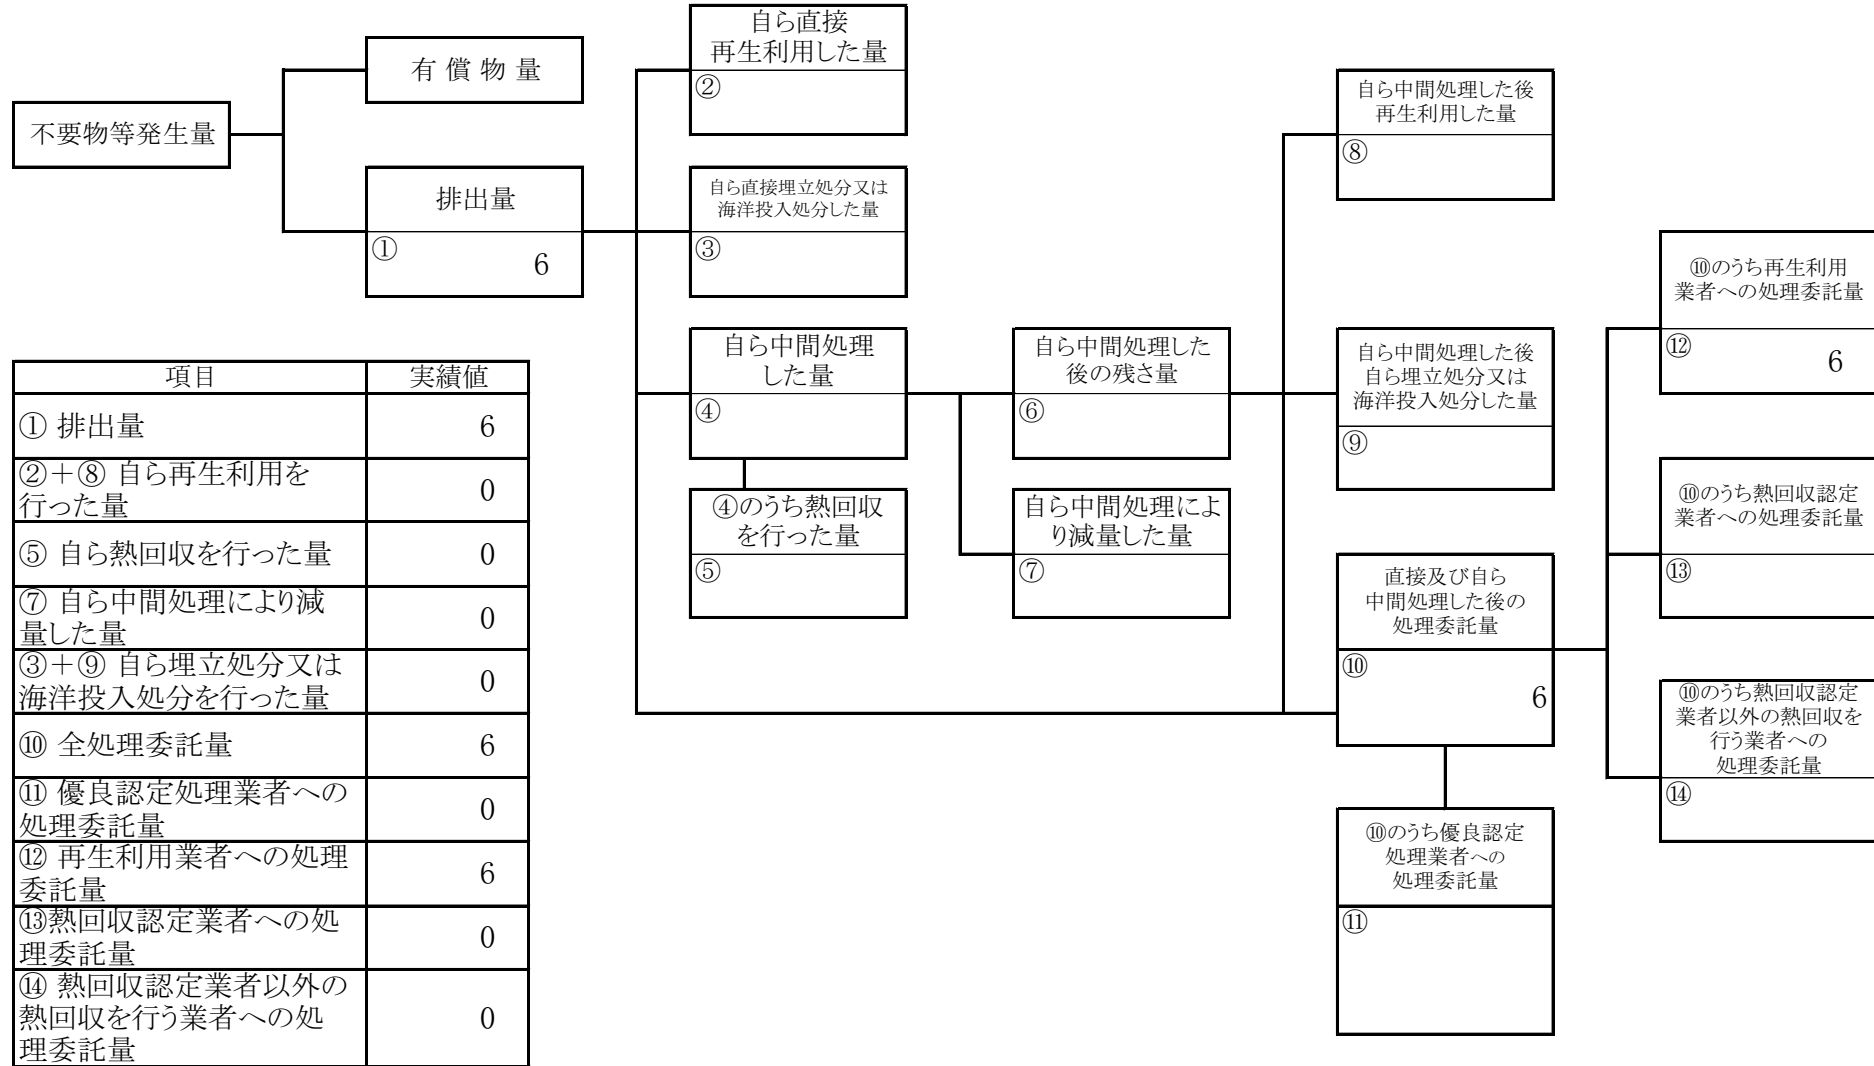 自ら直接
再生利用した量
②
有 償 物 量
不要物等発生量
自ら中間処理した後
再生利用した量
⑧
排出量
①
6
自ら直接埋立処分又は
海洋投入処分した量
③
⑩のうち再生利用
業者への処理委託量
⑫
6
自ら中間処理
した量
④
自ら中間処理した
後の残さ量
⑥
自ら中間処理した後
自ら埋立処分又は
海洋投入処分した量
⑨
④のうち熱回収
を行った量
⑤
自ら中間処理によ
り減量した量
⑦
⑩のうち熱回収認定
業者への処理委託量
⑬
直接及び自ら
中間処理した後の
処理委託量
⑩
6
⑩のうち熱回収認定
業者以外の熱回収を
行う業者への
処理委託量
⑭
⑩のうち優良認定
処理業者への
処理委託量
⑪
項目 実績値
① 排出量 6
②+⑧ 自ら再生利用を
行った量 0
⑤ 自ら熱回収を行った量 0
⑦ 自ら中間処理により減
量した量 0
③+⑨ 自ら埋立処分又は
海洋投入処分を行った量 0
⑩ 全処理委託量 6
⑪ 優良認定処理業者への
処理委託量 0
⑫ 再生利用業者への処理
委託量 6
⑬熱回収認定業者への処
理委託量 0
⑭ 熱回収認定業者以外の
熱回収を行う業者への処
理委託量 0